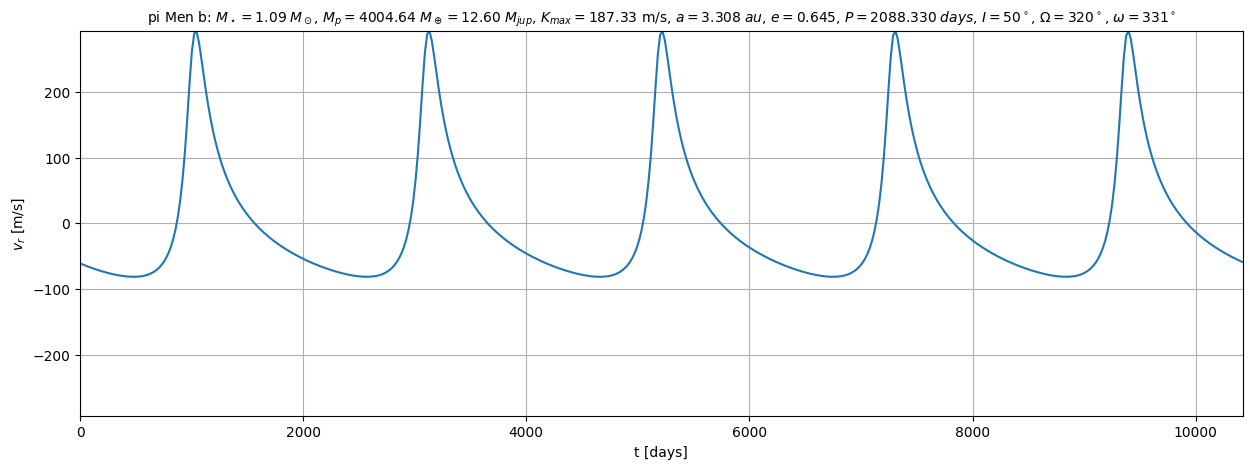 pi Men b: M⋆ = 1.09 M⊙, Mp = 4004.64 M⊕ = 12.60 Mjup, Kmax = 187.33 m/s, a = 3.308 au, e = 0.645, P = 2088.330 days, I = 50°, Ω = 320°, ω = 331°
200
100
0
−100
−200
vr [m/s]
0 2000 4000 6000 8000 10000
t [days]